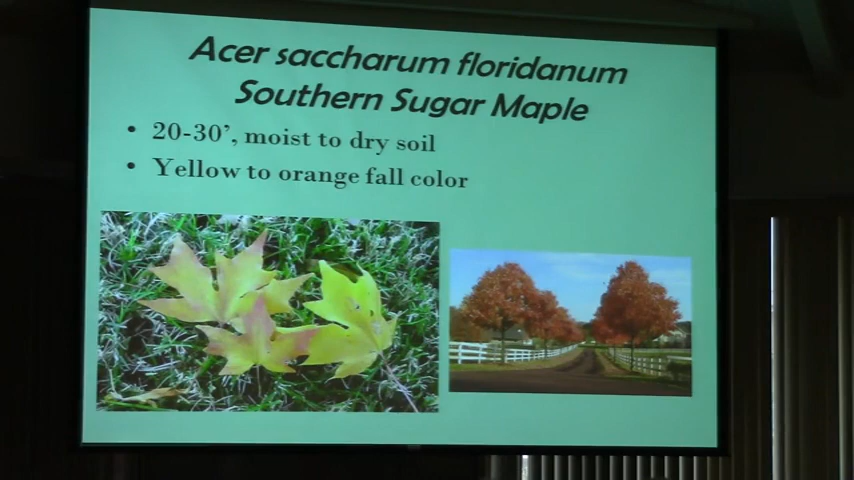 Acer saccharum floridanum
Southern Sugar Maple
• 20-30’, moist to dry soil
• Yellow to orange fall color